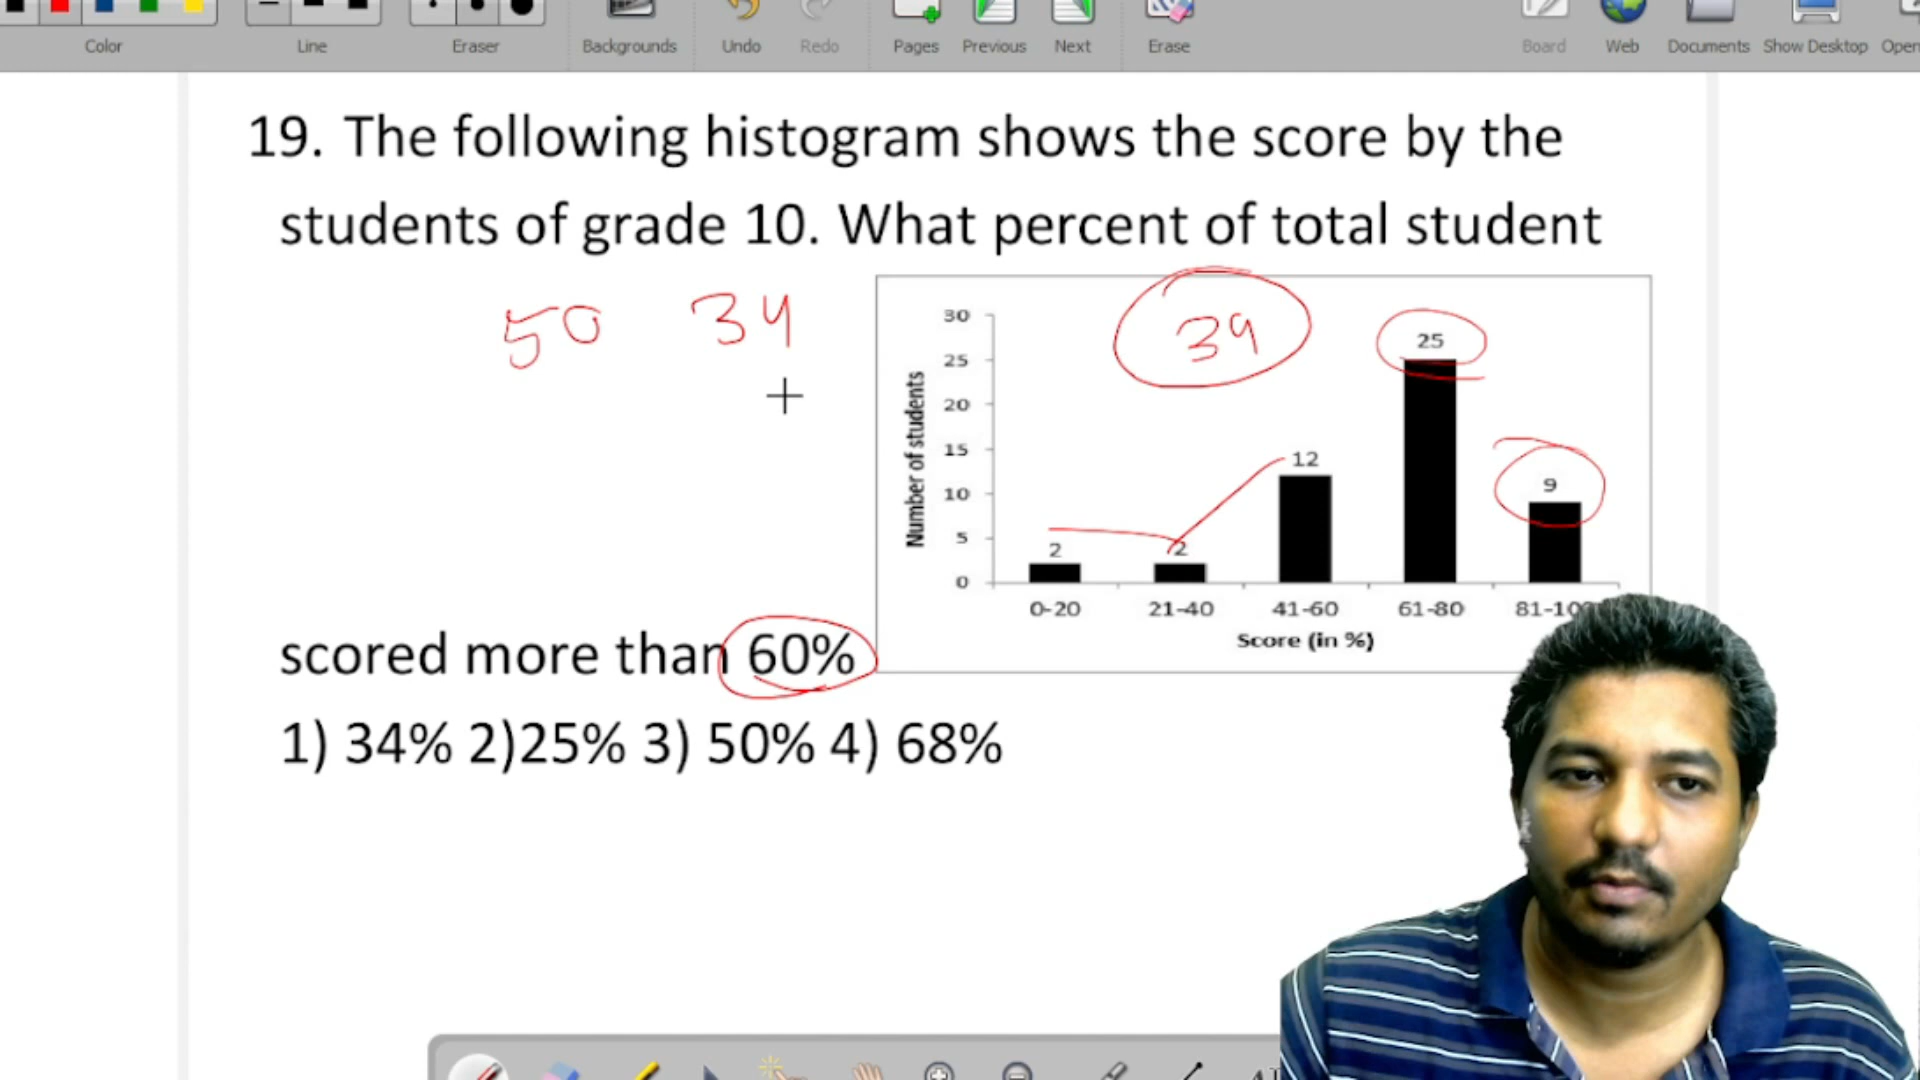 Color Line Eraser Backgrounds Undo Redo Pages Previous Next Erase Board Web Documents Show Desktop Open
19. The following histogram shows the score by the
students of grade 10. What percent of total student
50 34
39
30
25
20
15
10
5
0
Number of students
2
2
12
25
9
0-20 21-40 41-60 61-80 81-100
Score (in %)
scored more than 60%
1) 34% 2)25% 3) 50% 4) 68%